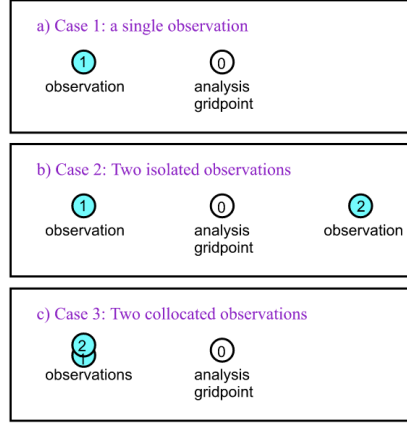 a) Case 1: a single observation
1 0
observation analysis
gridpoint
b) Case 2: Two isolated observations
1 0 2
observation analysis observation
gridpoint
c) Case 3: Two collocated observations
2
1 0
observations analysis
gridpoint